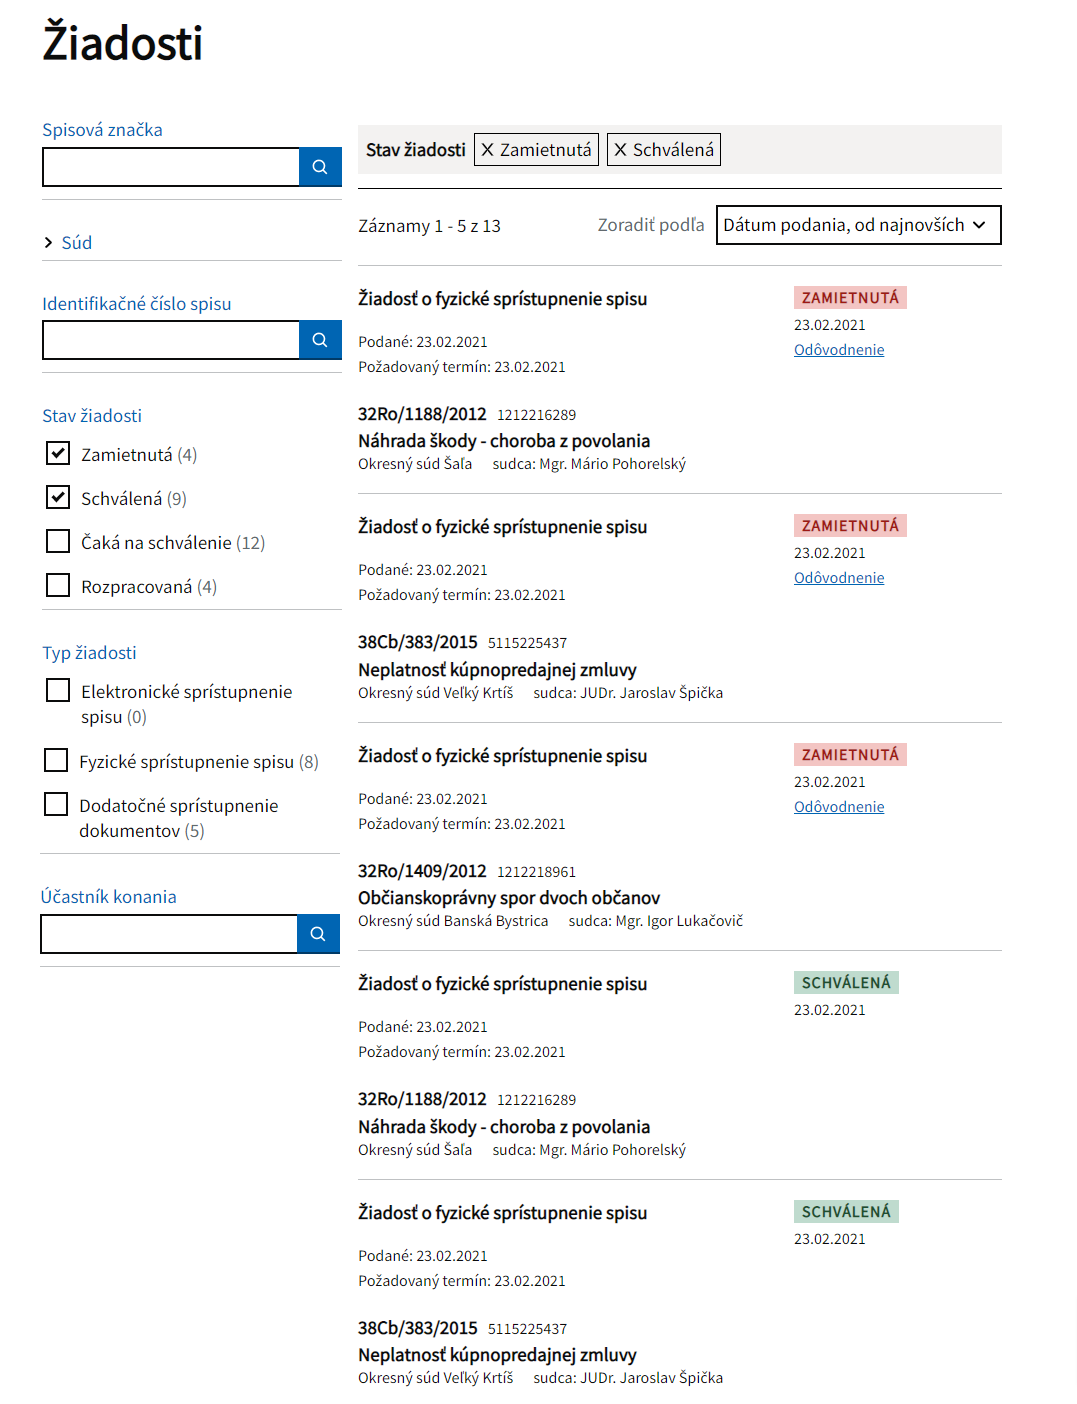 Žiadosti
Spisová značka
Súd
Identifikačné číslo spisu
Stav žiadosti
Zamietnutá (4)
Schválená (9)
Čaká na schválenie (12)
Rozpracovaná (4)
Typ žiadosti
Elektronické sprístupnenie
spisu (0)
Fyzické sprístupnenie spisu (8)
Dodatočné sprístupnenie
dokumentov (5)
Účastník konania
Stav žiadosti X Zamietnutá X Schválená
Záznamy 1 - 5 z 13 Zoradiť podľa Dátum podania, od najnovších
Žiadosť o fyzické sprístupnenie spisu ZAMIETNUTÁ
23.02.2021
Podané: 23.02.2021 Odôvodnenie
Požadovaný termín: 23.02.2021
32Ro/1188/2012 1212216289
Náhrada škody - choroba z povolania
Okresný súd Šaľa sudca: Mgr. Mário Pohorelský
Žiadosť o fyzické sprístupnenie spisu ZAMIETNUTÁ
23.02.2021
Podané: 23.02.2021 Odôvodnenie
Požadovaný termín: 23.02.2021
38Cb/383/2015 5115225437
Neplatnosť kúpnopredajnej zmluvy
Okresný súd Veľký Krtíš sudca: JUDr. Jaroslav Špička
Žiadosť o fyzické sprístupnenie spisu ZAMIETNUTÁ
23.02.2021
Podané: 23.02.2021 Odôvodnenie
Požadovaný termín: 23.02.2021
32Ro/1409/2012 1212218961
Občianskoprávny spor dvoch občanov
Okresný súd Banská Bystrica sudca: Mgr. Igor Lukačovič
Žiadosť o fyzické sprístupnenie spisu SCHVÁLENÁ
23.02.2021
Podané: 23.02.2021
Požadovaný termín: 23.02.2021
32Ro/1188/2012 1212216289
Náhrada škody - choroba z povolania
Okresný súd Šaľa sudca: Mgr. Mário Pohorelský
Žiadosť o fyzické sprístupnenie spisu SCHVÁLENÁ
23.02.2021
Podané: 23.02.2021
Požadovaný termín: 23.02.2021
38Cb/383/2015 5115225437
Neplatnosť kúpnopredajnej zmluvy
Okresný súd Veľký Krtíš sudca: JUDr. Jaroslav Špička